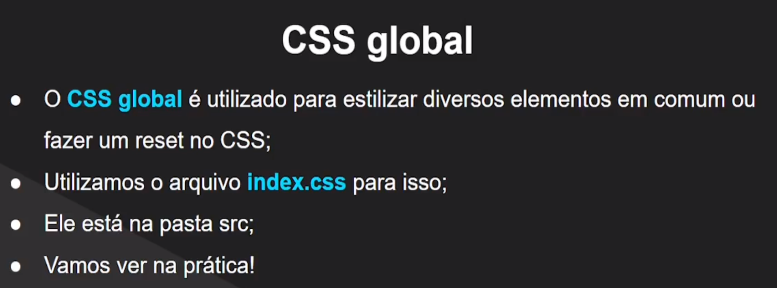 CSS global
● O CSS global é utilizado para estilizar diversos elementos em comum ou
fazer um reset no CSS;
● Utilizamos o arquivo index.css para isso;
● Ele está na pasta src;
● Vamos ver na prática!